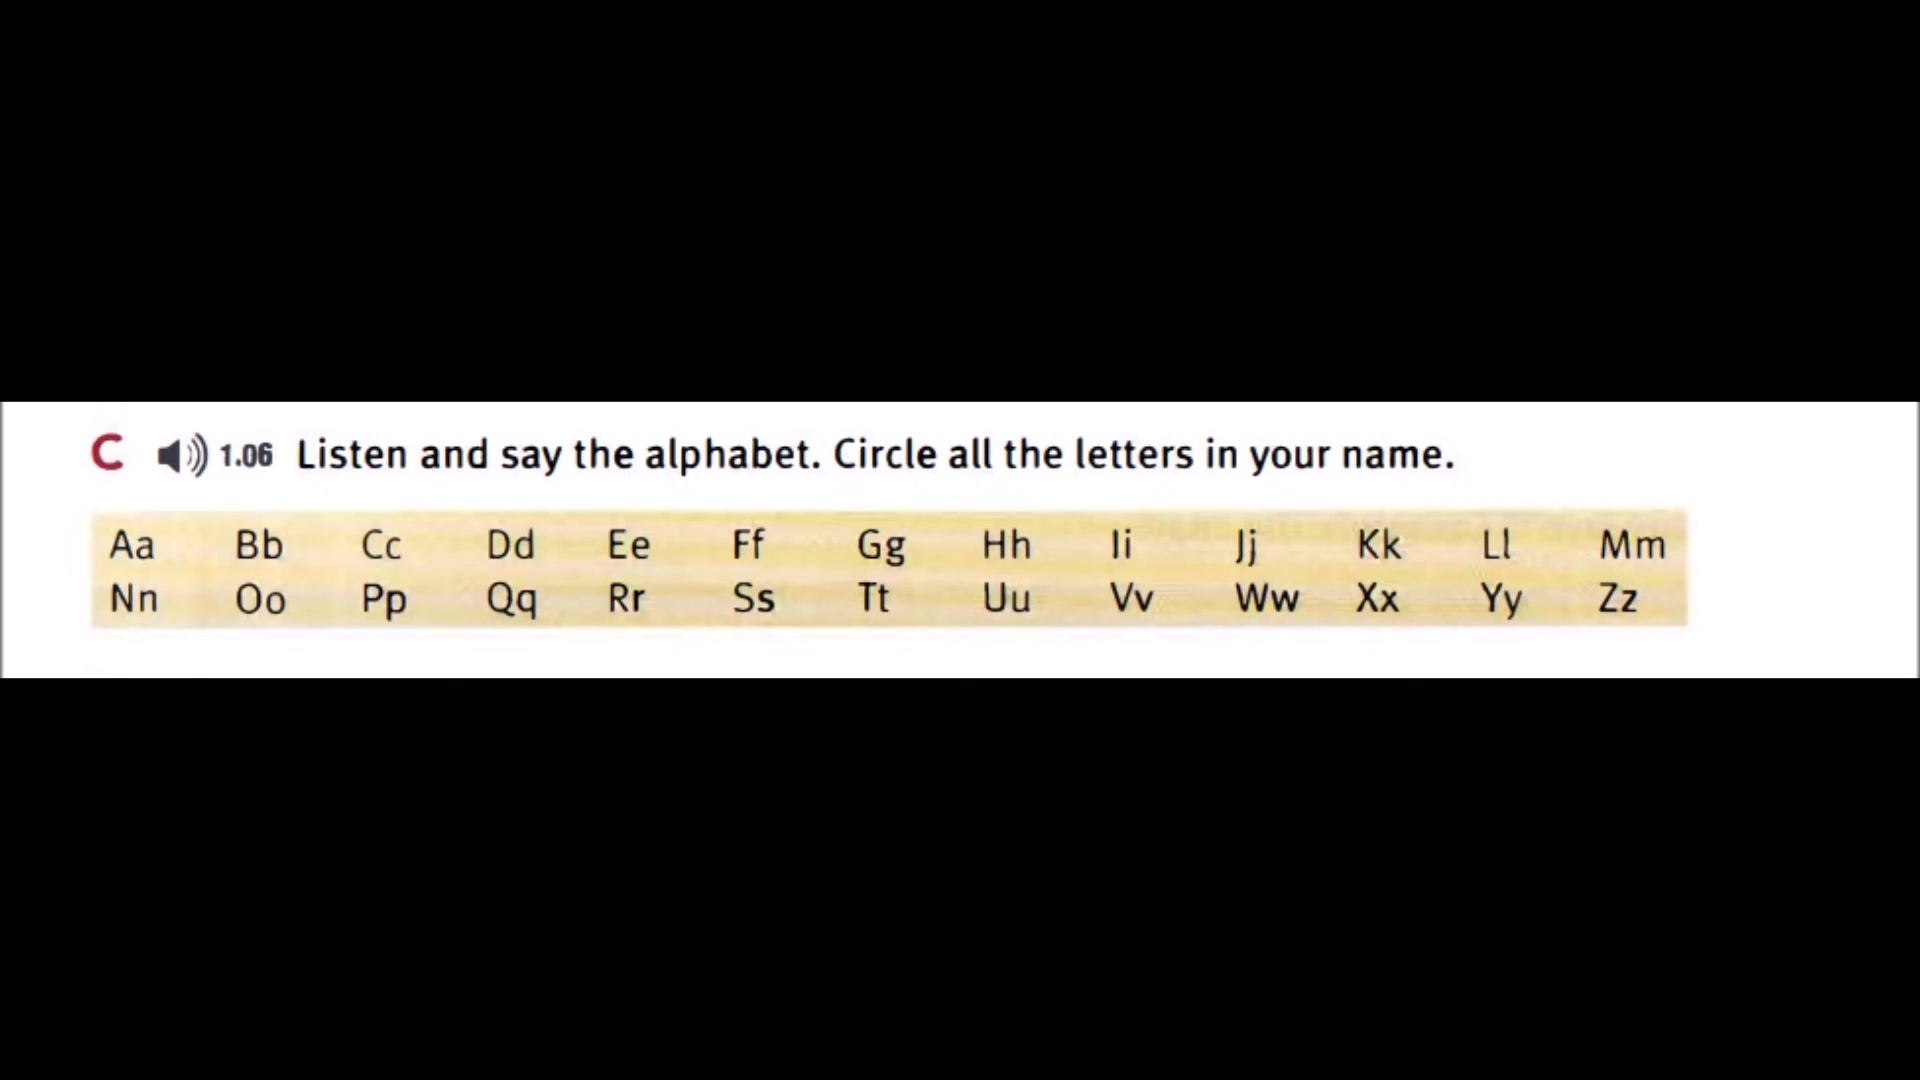 C 1.06 Listen and say the alphabet. Circle all the letters in your name.
Aa Bb Cc Dd Ee Ff Gg Hh Ii Jj Kk Ll Mm
Nn Oo Pp Qq Rr Ss Tt Uu Vv Ww Xx Yy Zz